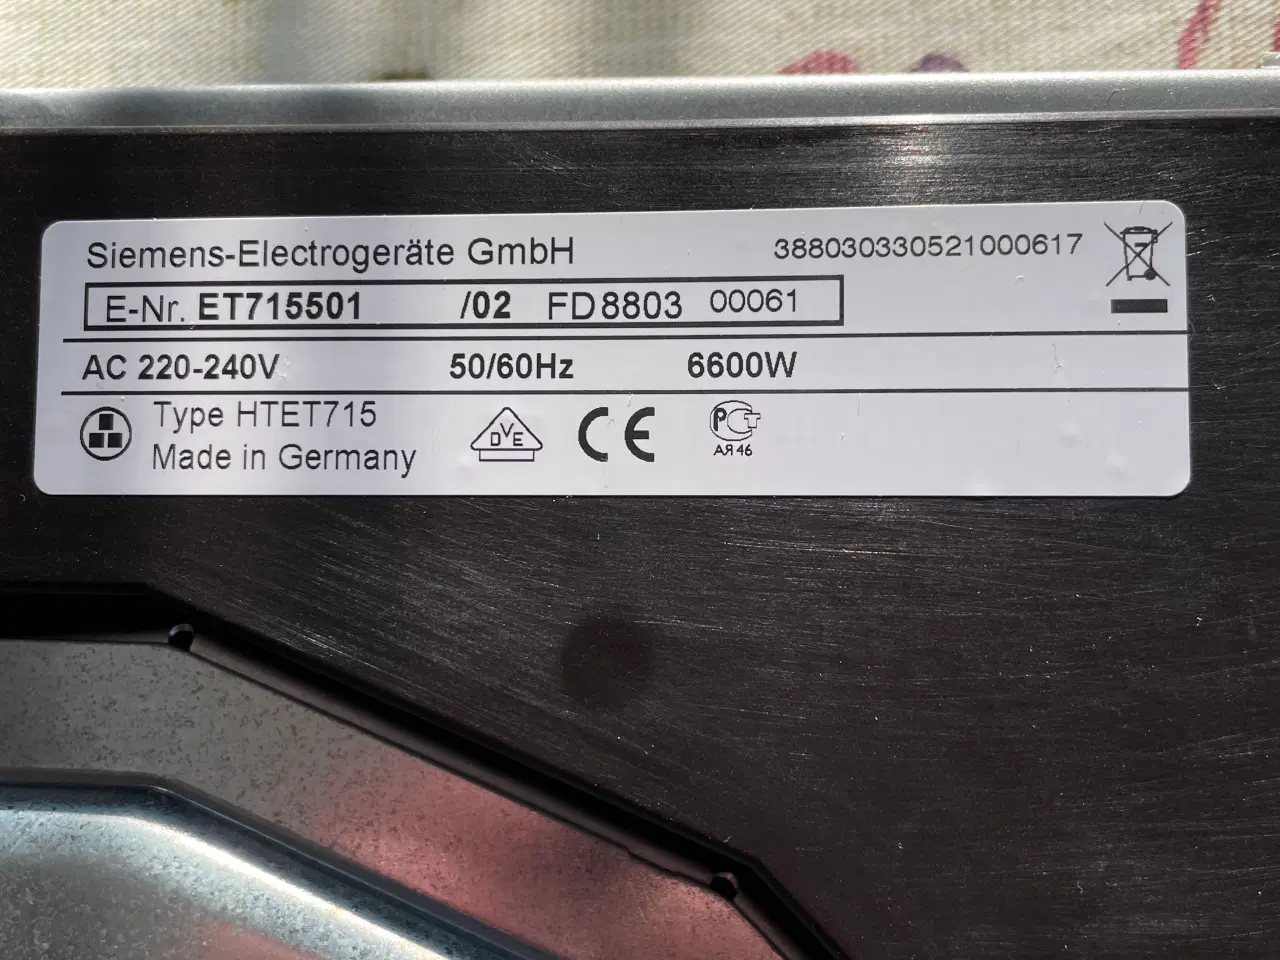 Siemens-Electrogeräte GmbH 388030330521000617
E-Nr. ET715501 /02 FD 8803 00061
AC 220-240V 50/60Hz 6600W
Type HTET715
Made in Germany
DVE CE PCT
АЯ46